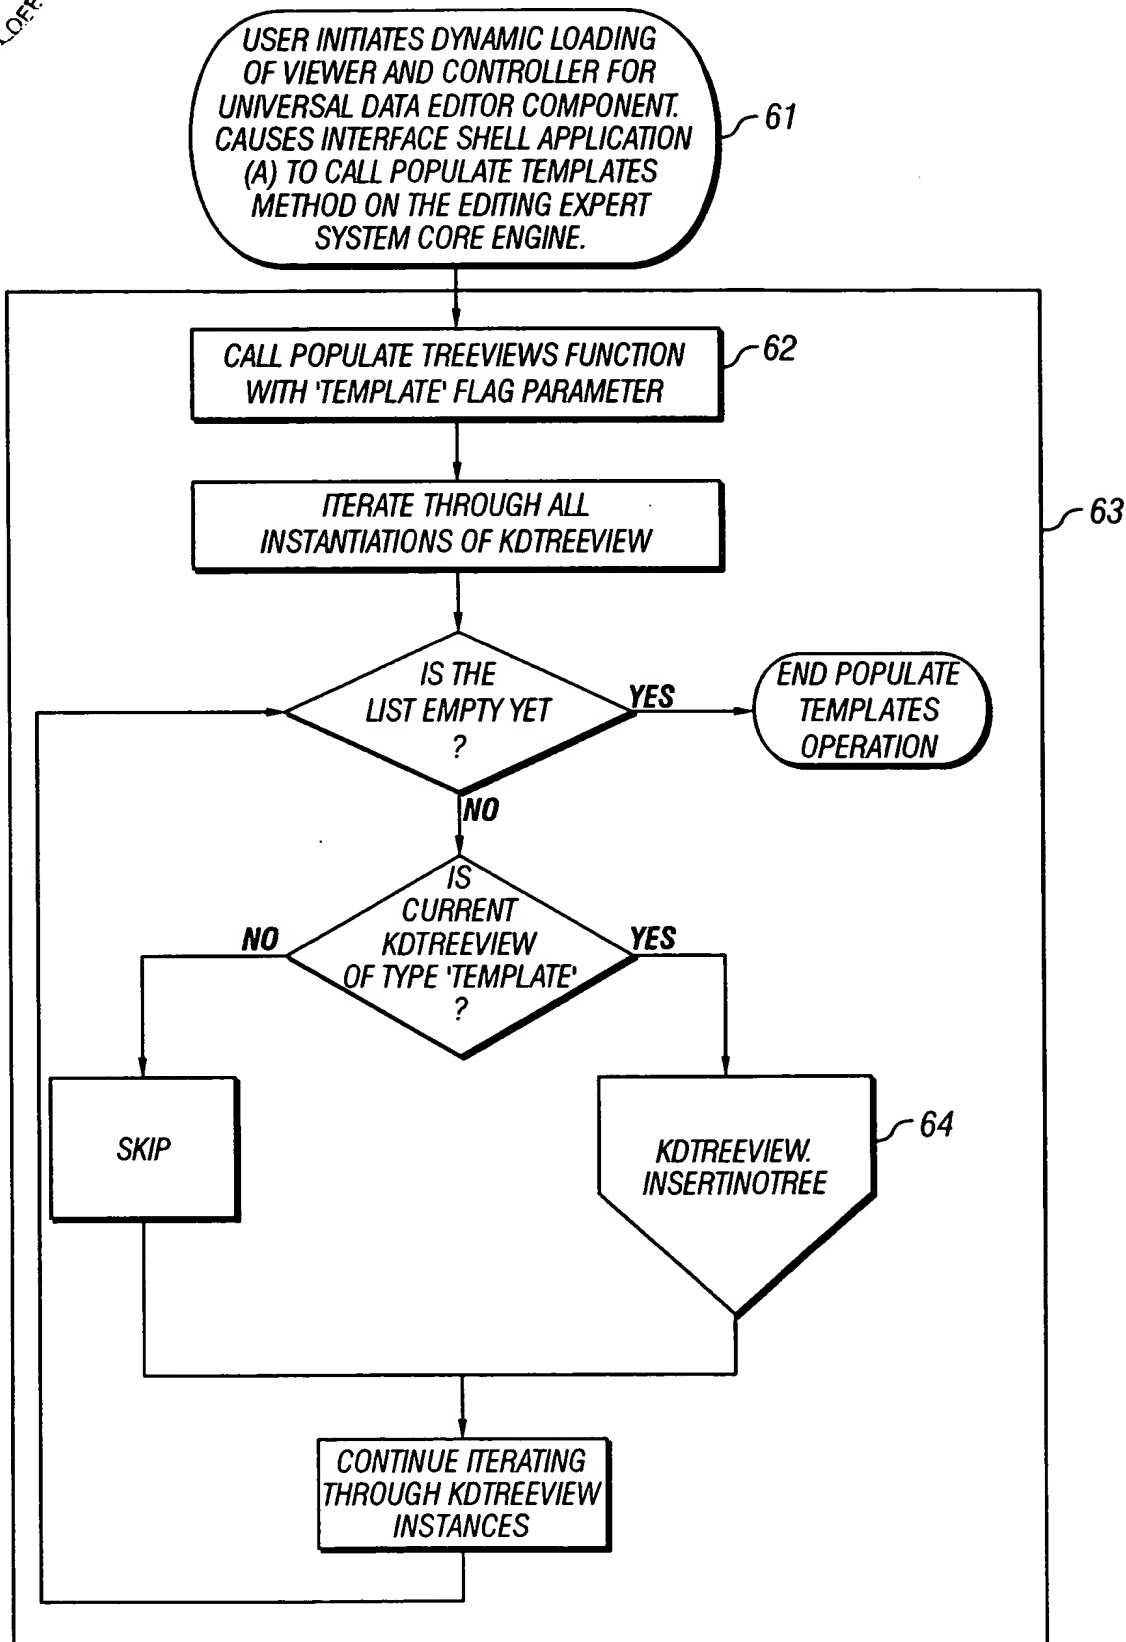 USER INITIATES DYNAMIC LOADING
OF VIEWER AND CONTROLLER FOR
UNIVERSAL DATA EDITOR COMPONENT.
CAUSES INTERFACE SHELL APPLICATION
(A) TO CALL POPULATE TEMPLATES
METHOD ON THE EDITING EXPERT
SYSTEM CORE ENGINE.
61
CALL POPULATE TREEVIEWS FUNCTION
WITH 'TEMPLATE' FLAG PARAMETER
62
ITERATE THROUGH ALL
INSTANTIATIONS OF KDTREEVIEW
63
IS THE
LIST EMPTY YET
?
YES
END POPULATE
TEMPLATES
OPERATION
NO
IS
CURRENT
KDTREEVIEW
OF TYPE 'TEMPLATE'
?
NO
YES
SKIP
KDTREEVIEW.
INSERTINOTREE
64
CONTINUE ITERATING
THROUGH KDTREEVIEW
INSTANCES